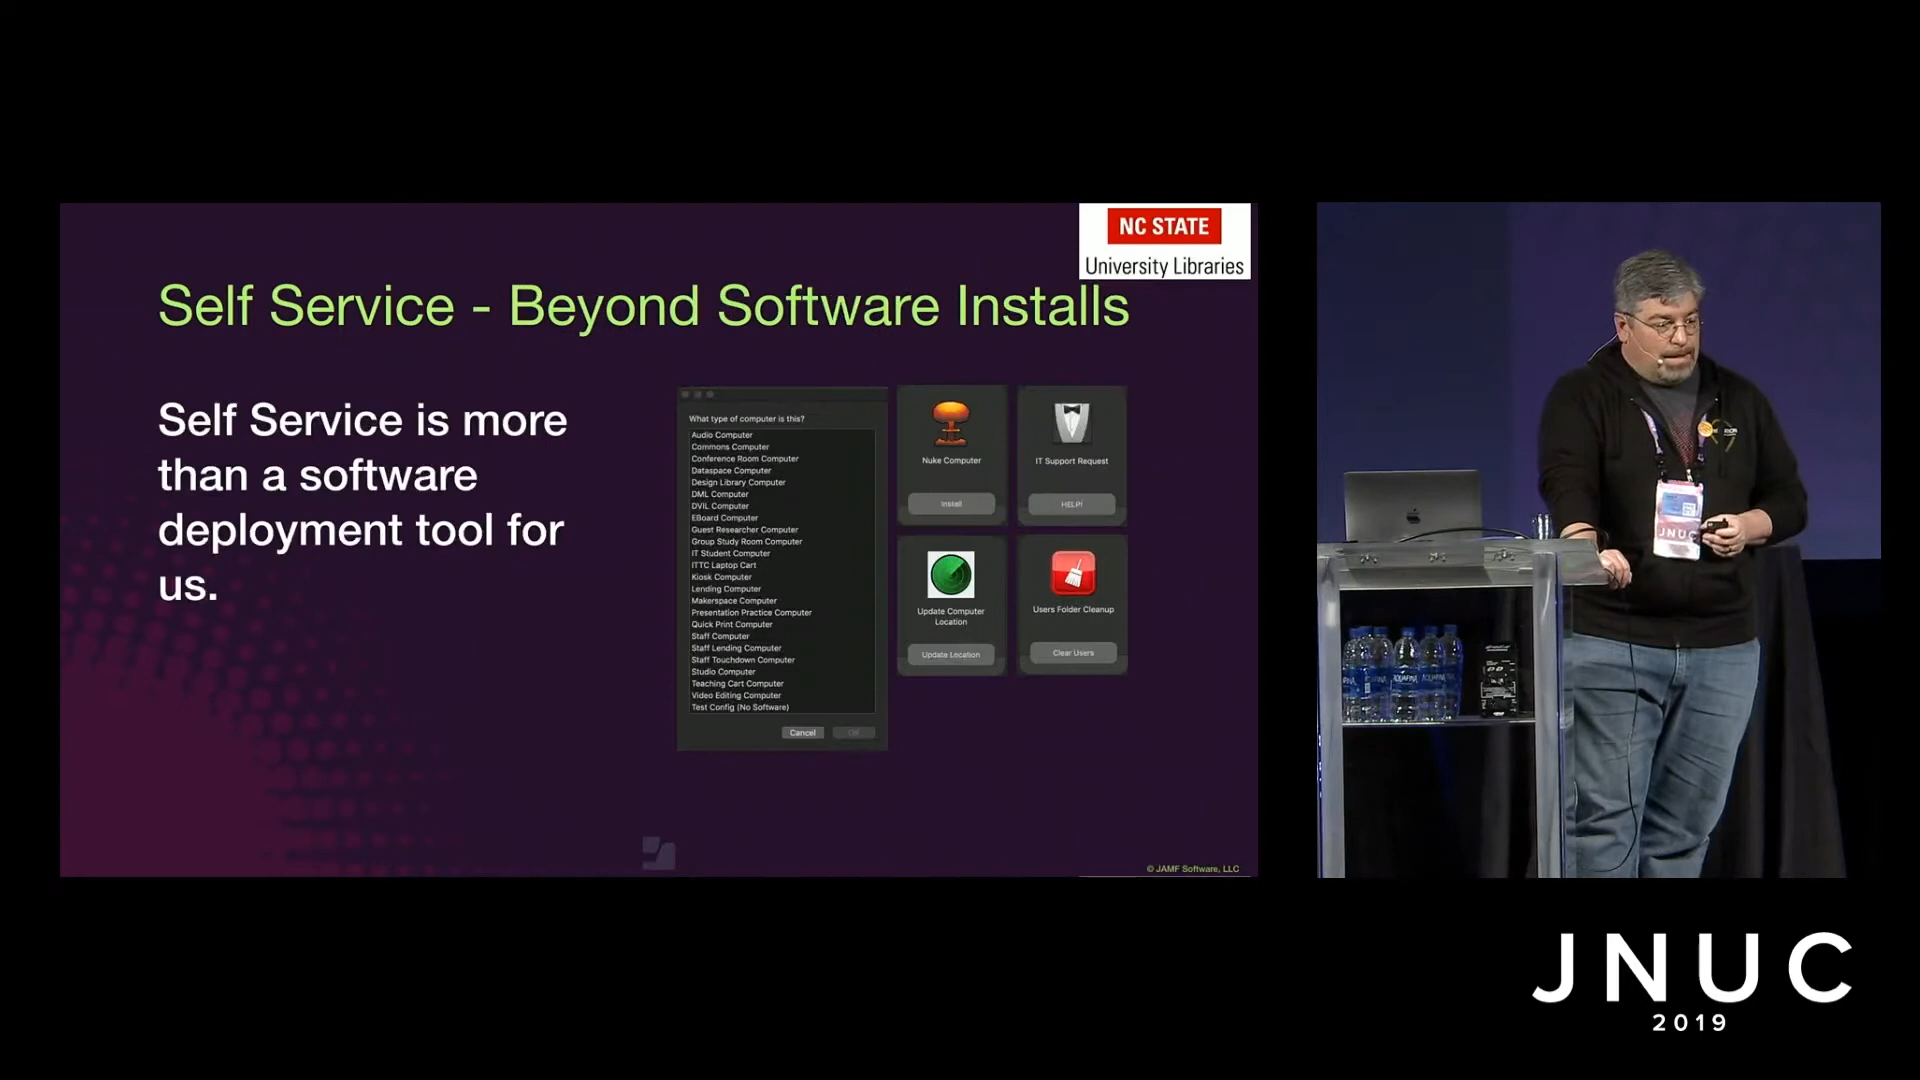 NC STATE
University Libraries
Self Service - Beyond Software Installs
Self Service is more
than a software
deployment tool for
us.
What type of computer is this?
Audio Computer
Commons Computer
Conference Room Computer
Dataspace Computer
Design Library Computer
DML Computer
DVIL Computer
EBoard Computer
Guest Researcher Computer
Group Study Room Computer
IT Student Computer
ITTC Laptop Cart
Kiosk Computer
Lending Computer
Makerspace Computer
Presentation Practice Computer
Quick Print Computer
Staff Computer
Staff Lending Computer
Staff Touchdown Computer
Studio Computer
Teaching Cart Computer
Video Editing Computer
Test Config (No Software)
Cancel
OK
Nuke Computer
Install
IT Support Request
HELP!
Update Computer
Location
Update Location
Users Folder Cleanup
Clear Users
© JAMF Software, LLC
JNUC
AQUAFINA
AQUAFINA
JNUC
2019